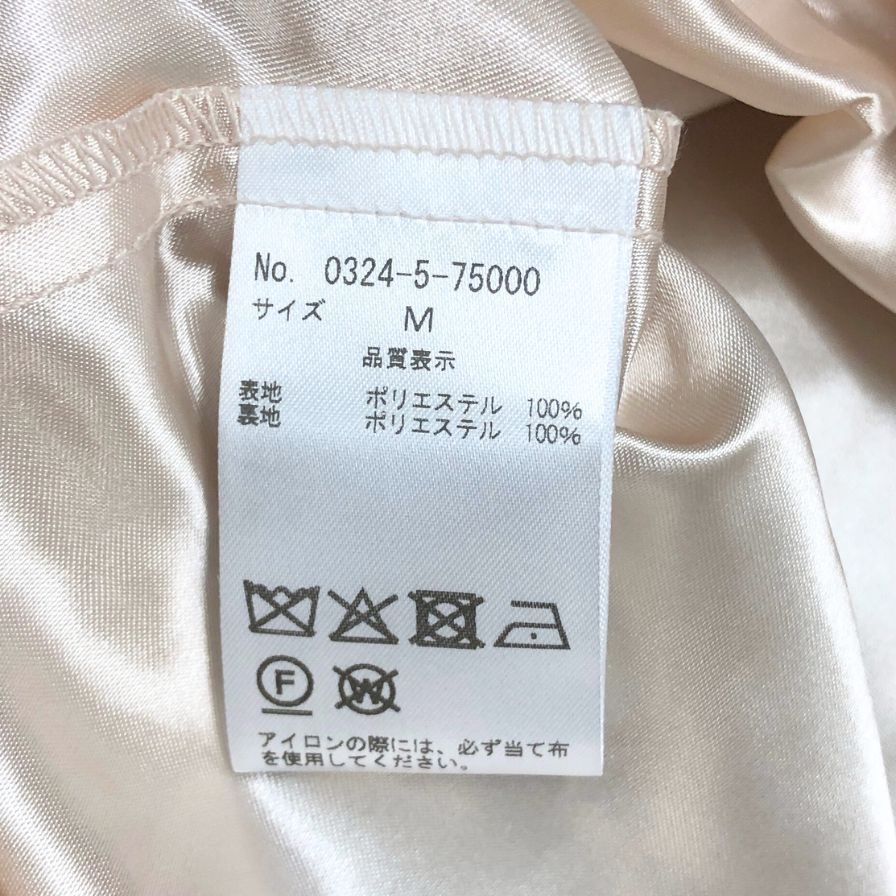 No. 0324-5-75000
サイズ M
品質表示
表地 ポリエステル 100%
裏地 ポリエステル 100%
F
W
アイロンの際には、必ず当て布
を使用してください。